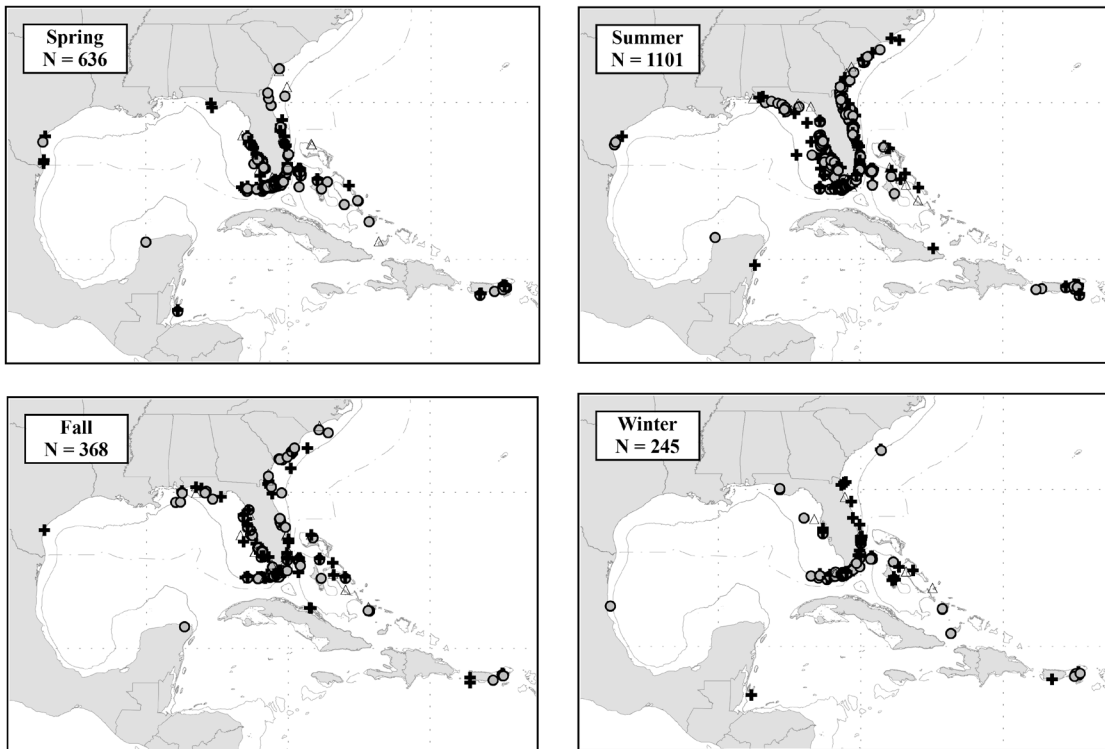 Spring
N = 636
Summer
N = 1101
Fall
N = 368
Winter
N = 245